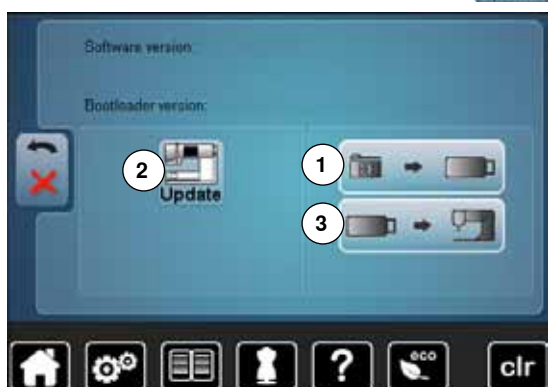 Software version:
Bootloader version:
2
1
Update
3
?
eco
clr